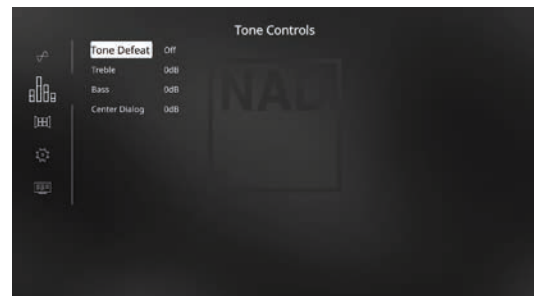 Tone Controls
Tone Defeat Off
Treble 0dB
Bass 0dB
Center Dialog 0dB
NAD